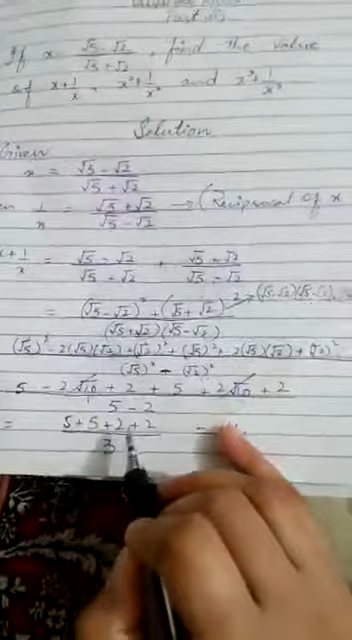 If x = √5 - √2 / √5 + √2, find the value
of x + 1/x, x² + 1/x² and x³ + 1/x³
Solution
Given
x = √5 - √2 / √5 + √2
1/x = √5 + √2 / √5 - √2 → (Reciprocal of x
x + 1/x = √5 - √2 / √5 + √2 + √5 + √2 / √5 - √2
= (√5 - √2)² + (√5 + √2)² / (√5 + √2)(√5 - √2)
(√5)² - 2(√5)(√2) + (√2)² + (√5)² + 2(√5)(√2) + (√2)² / (√5)² - (√2)²
5 - 2√10 + 2 + 5 + 2√10 + 2 / 5 - 2
= 5 + 5 + 2 + 2 / 3 =